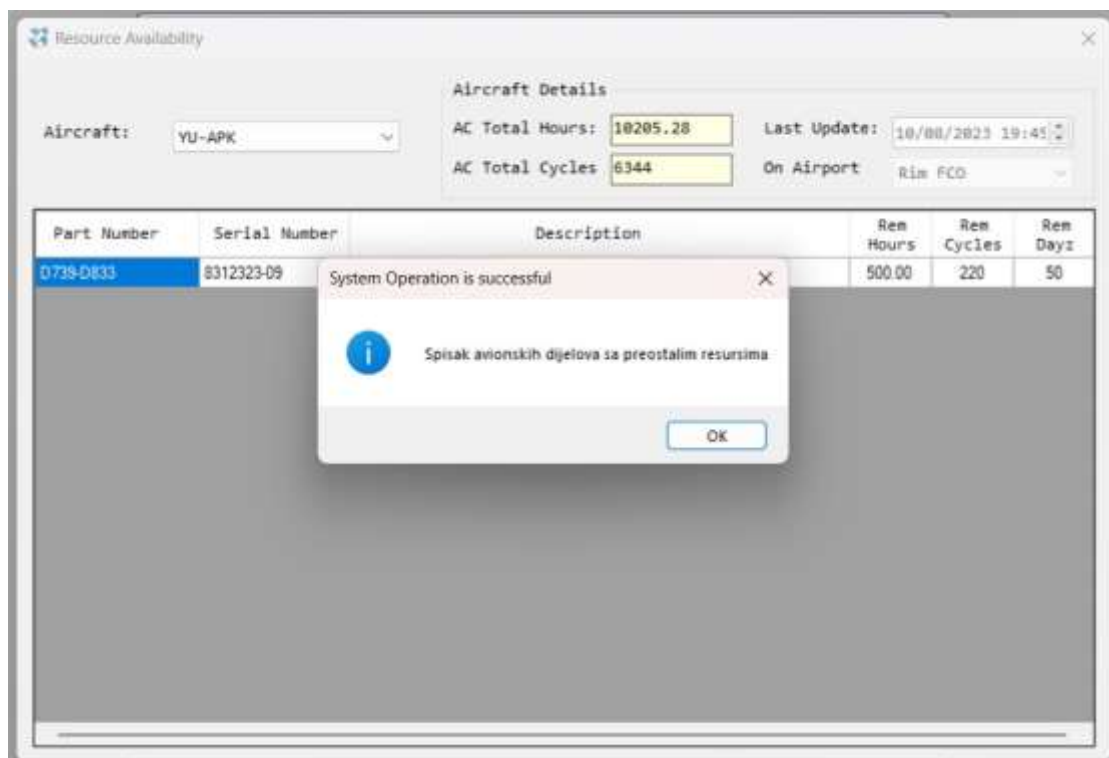 Resource Availability
Aircraft Details
Aircraft: YU-APK AC Total Hours: 10205.28 Last Update: 10/08/2023 19:45
AC Total Cycles 6344 On Airport Rim FCO
Part Number Serial Number Description Rem Hours Rem Cycles Rem Dayz
D739-D833 8312323-09 500.00 220 50
System Operation is successful
Spisak avionskih dijelova sa preostalim resursima
OK